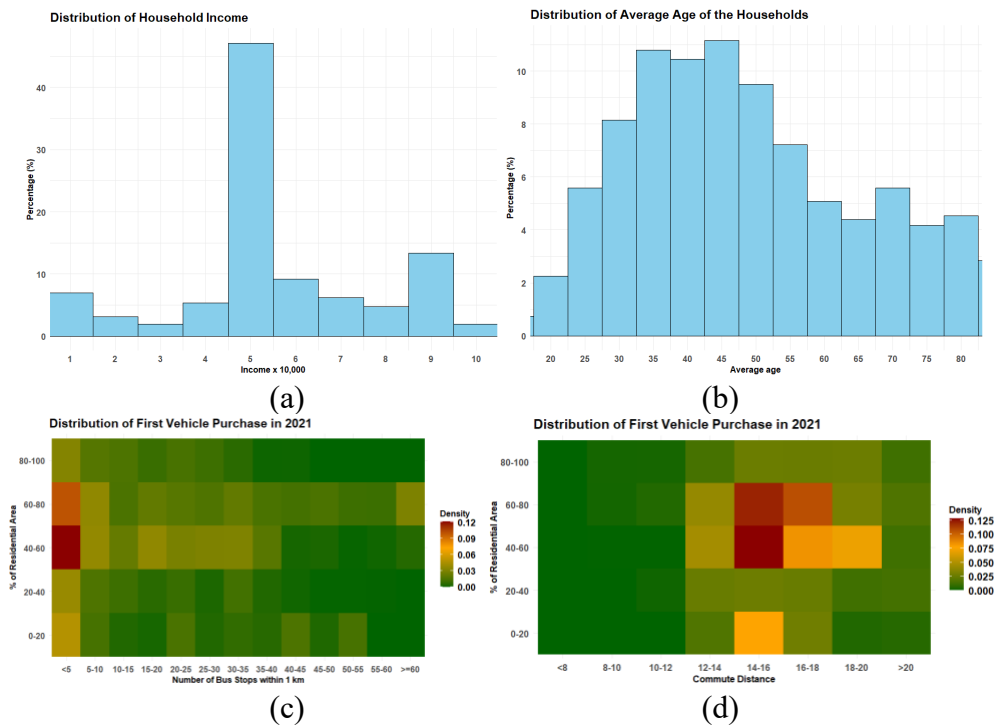 Distribution of Household Income
Percentage (%)
40
30
20
10
0
1 2 3 4 5 6 7 8 9 10
Income x 10,000
(a)
Distribution of Average Age of the Households
Percentage (%)
10
8
6
4
2
0
20 25 30 35 40 45 50 55 60 65 70 75 80
Average age
(b)
Distribution of First Vehicle Purchase in 2021
% of Residential Area
80-100
60-80
40-60
20-40
0-20
<5 5-10 10-15 15-20 20-25 25-30 30-35 35-40 40-45 45-50 50-55 55-60 >=60
Number of Bus Stops within 1 km
Density
0.12
0.09
0.06
0.03
0.00
(c)
Distribution of First Vehicle Purchase in 2021
% of Residential Area
80-100
60-80
40-60
20-40
0-20
<8 8-10 10-12 12-14 14-16 16-18 18-20 >20
Commute Distance
Density
0.125
0.100
0.075
0.050
0.025
0.000
(d)